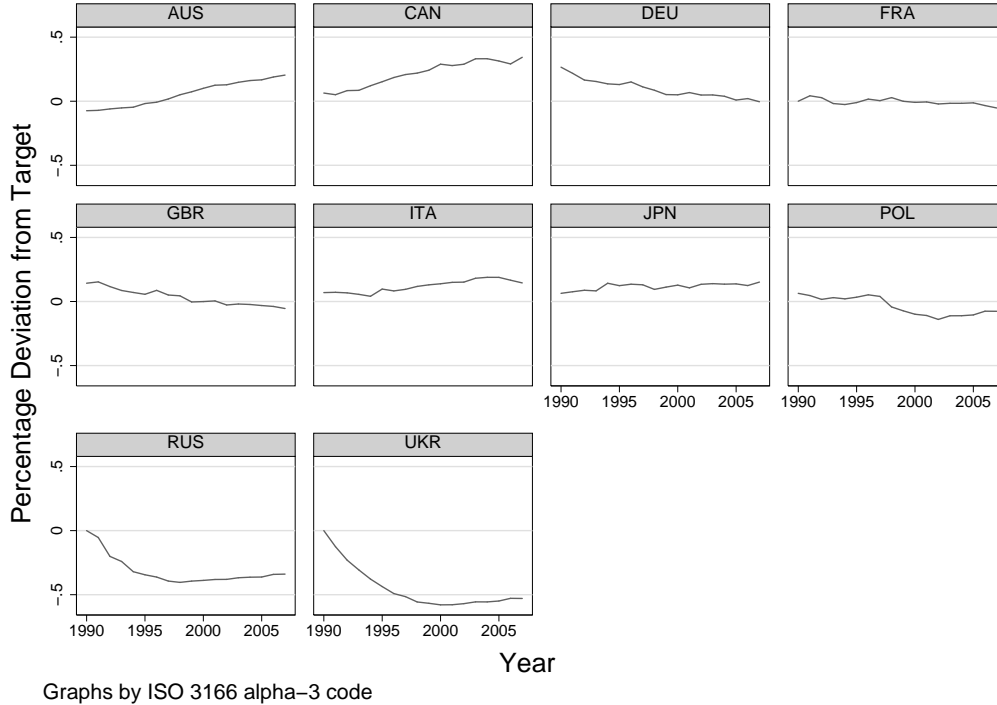 Percentage Deviation from Target
AUS CAN DEU FRA
.5
0
−.5
GBR ITA JPN POL
.5
0
−.5
1990 1995 2000 2005 1990 1995 2000 2005
RUS UKR
.5
0
−.5
1990 1995 2000 2005 1990 1995 2000 2005
Year
Graphs by ISO 3166 alpha−3 code